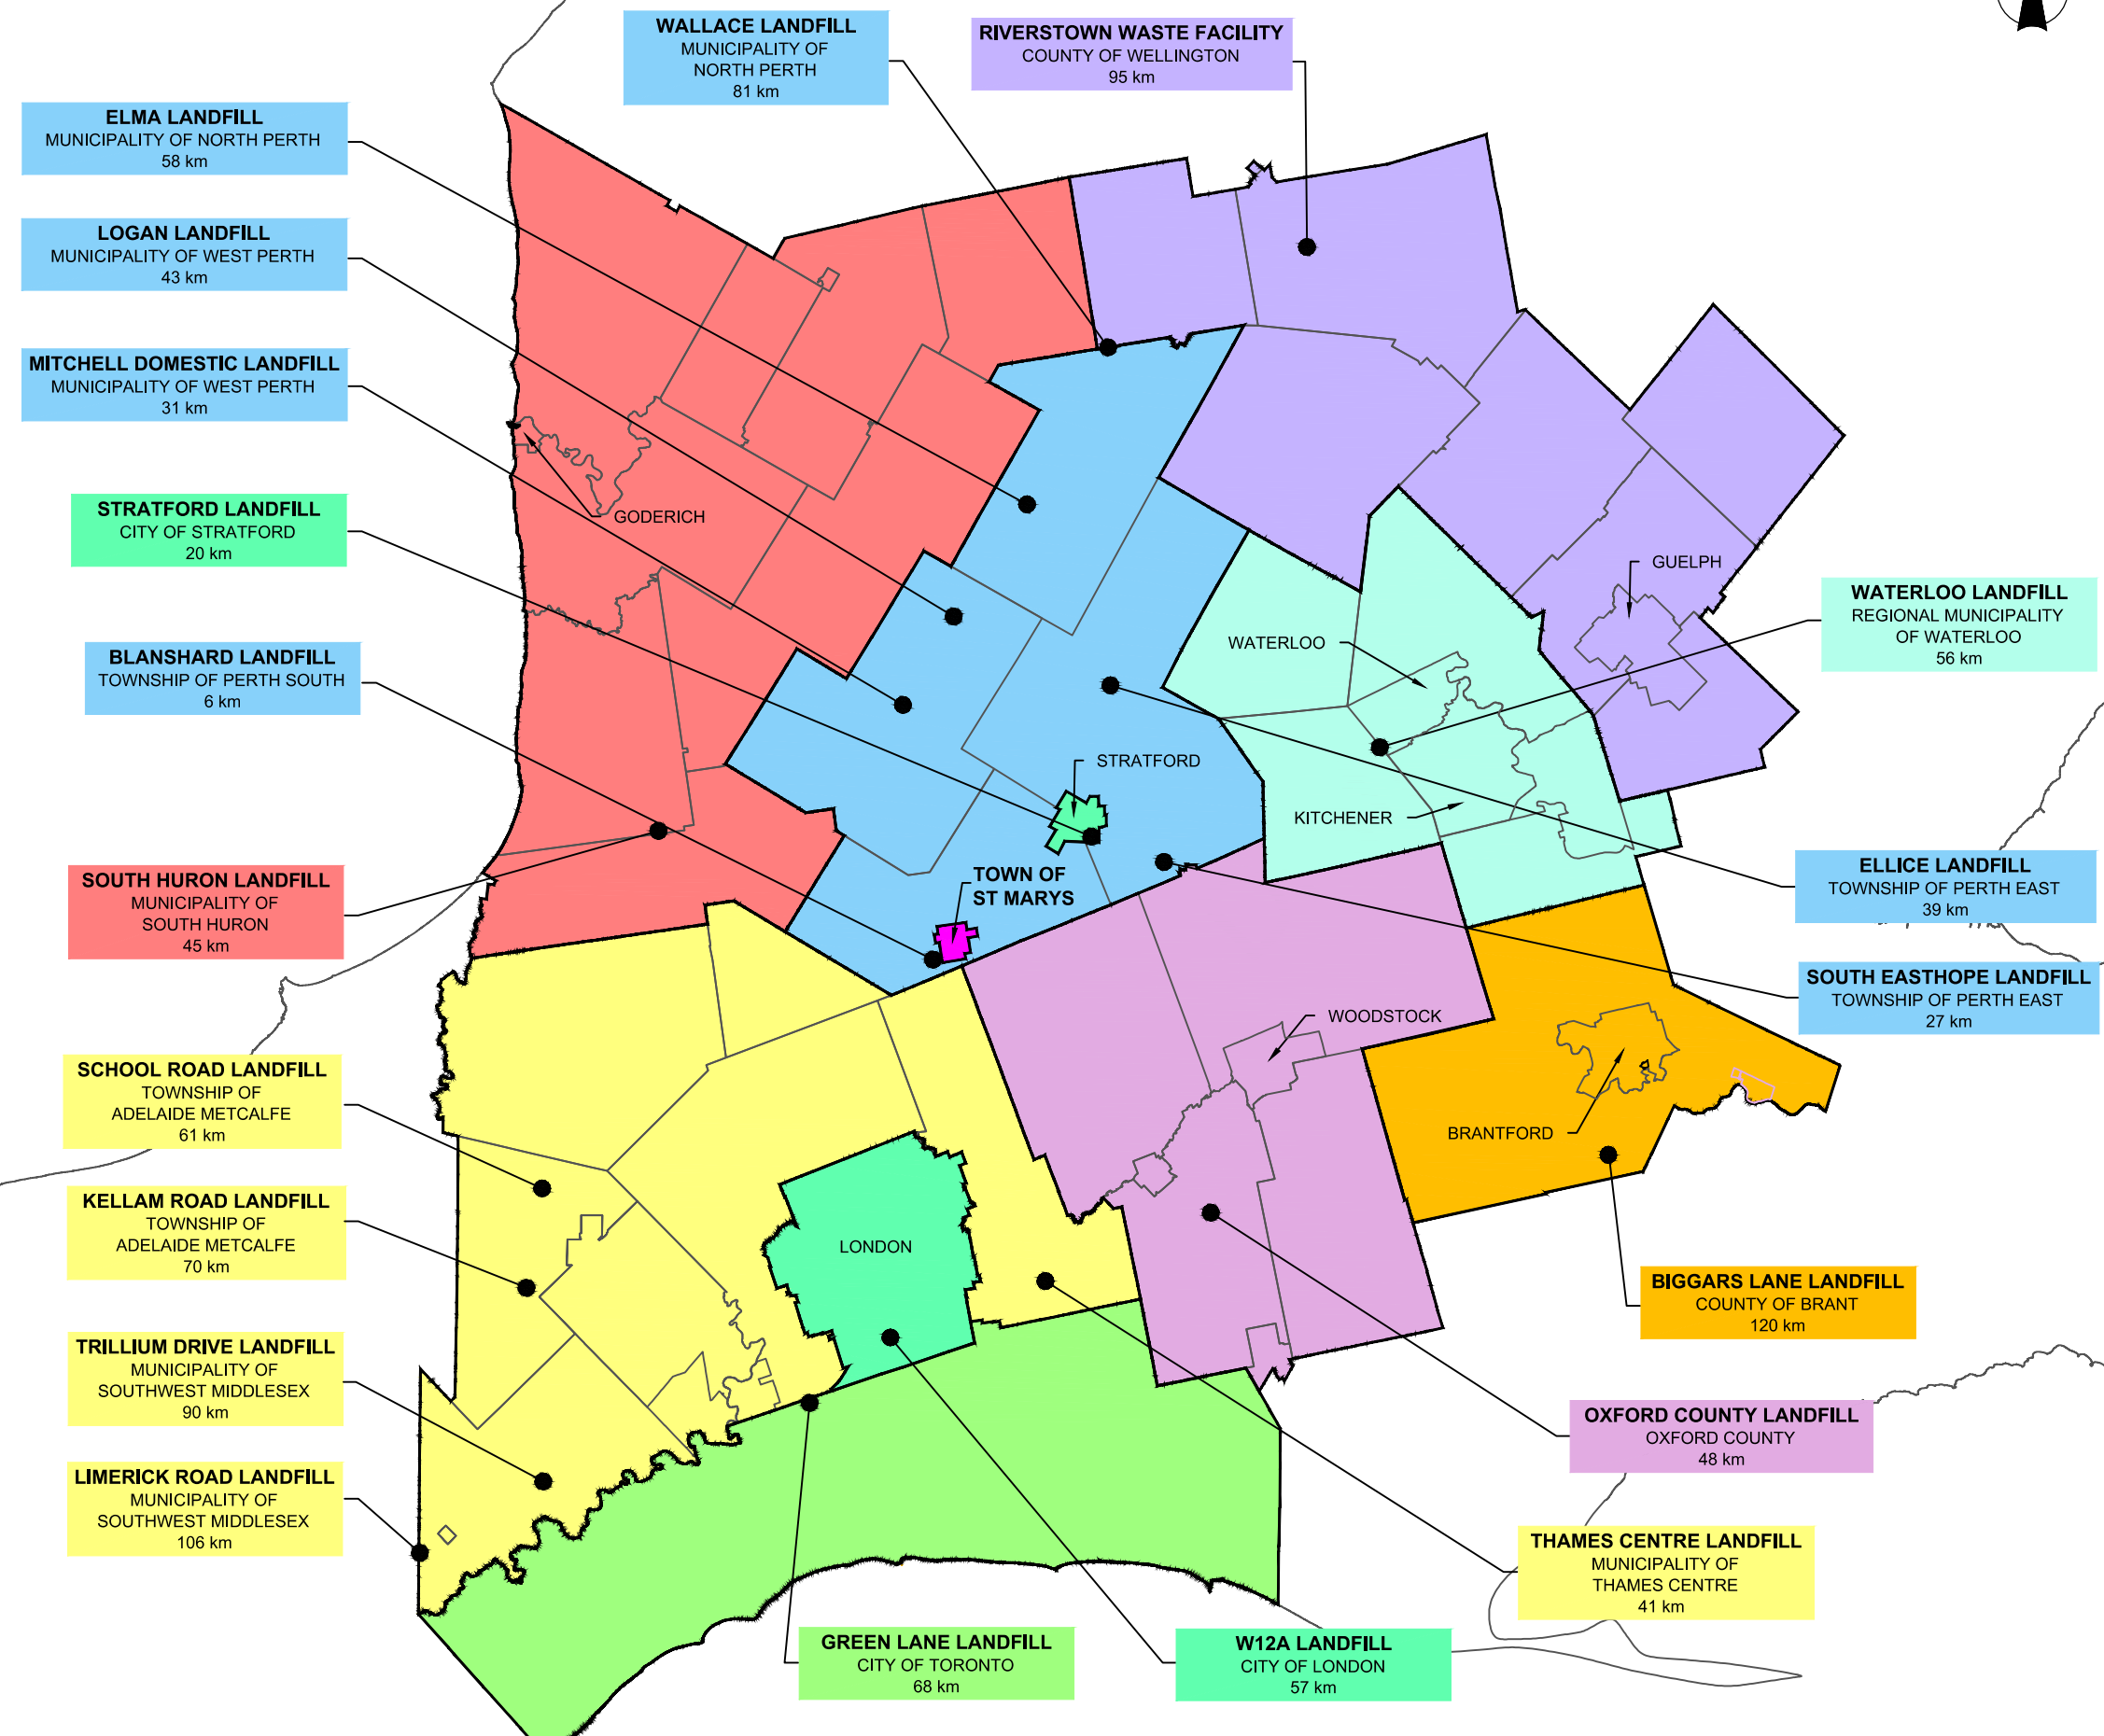 WALLACE LANDFILL
MUNICIPALITY OF
NORTH PERTH
81 km
RIVERSTOWN WASTE FACILITY
COUNTY OF WELLINGTON
95 km
ELMA LANDFILL
MUNICIPALITY OF NORTH PERTH
58 km
LOGAN LANDFILL
MUNICIPALITY OF WEST PERTH
43 km
MITCHELL DOMESTIC LANDFILL
MUNICIPALITY OF WEST PERTH
31 km
STRATFORD LANDFILL
CITY OF STRATFORD
20 km
GODERICH
GUELPH
WATERLOO LANDFILL
REGIONAL MUNICIPALITY
OF WATERLOO
56 km
BLANSHARD LANDFILL
TOWNSHIP OF PERTH SOUTH
6 km
WATERLOO
STRATFORD
KITCHENER
SOUTH HURON LANDFILL
MUNICIPALITY OF
SOUTH HURON
45 km
TOWN OF
ST MARYS
ELLICE LANDFILL
TOWNSHIP OF PERTH EAST
39 km
SOUTH EASTHOPE LANDFILL
TOWNSHIP OF PERTH EAST
27 km
WOODSTOCK
SCHOOL ROAD LANDFILL
TOWNSHIP OF
ADELAIDE METCALFE
61 km
BRANTFORD
KELLAM ROAD LANDFILL
TOWNSHIP OF
ADELAIDE METCALFE
70 km
LONDON
BIGGARS LANE LANDFILL
COUNTY OF BRANT
120 km
TRILLIUM DRIVE LANDFILL
MUNICIPALITY OF
SOUTHWEST MIDDLESEX
90 km
OXFORD COUNTY LANDFILL
OXFORD COUNTY
48 km
LIMERICK ROAD LANDFILL
MUNICIPALITY OF
SOUTHWEST MIDDLESEX
106 km
THAMES CENTRE LANDFILL
MUNICIPALITY OF
THAMES CENTRE
41 km
GREEN LANE LANDFILL
CITY OF TORONTO
68 km
W12A LANDFILL
CITY OF LONDON
57 km